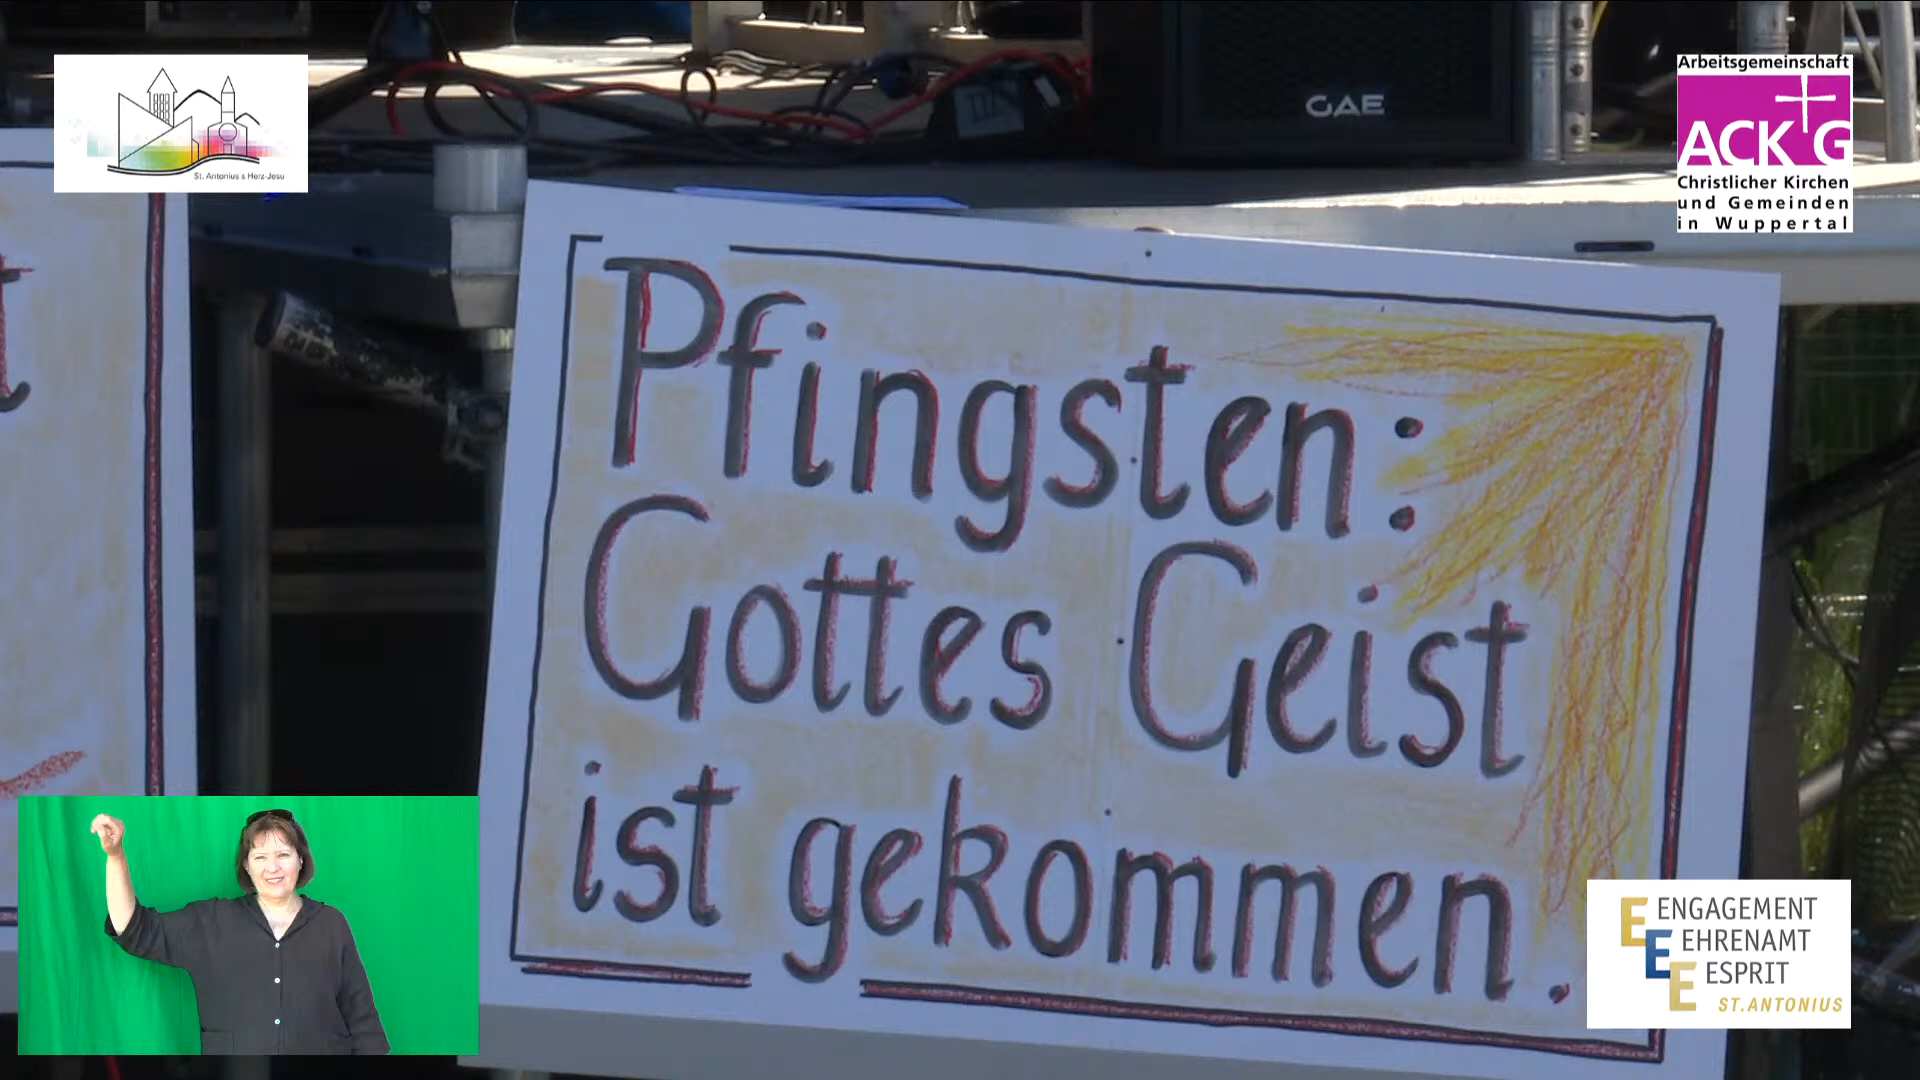 St. Antonius & Herz-Jesu
GAE
Arbeitsgemeinschaft
ACK G
Christlicher Kirchen
und Gemeinden
in Wuppertal
Pfingsten:
Gottes Geist
ist gekommen.
E ENGAGEMENT
E EHRENAMT
E ESPRIT
ST. ANTONIUS